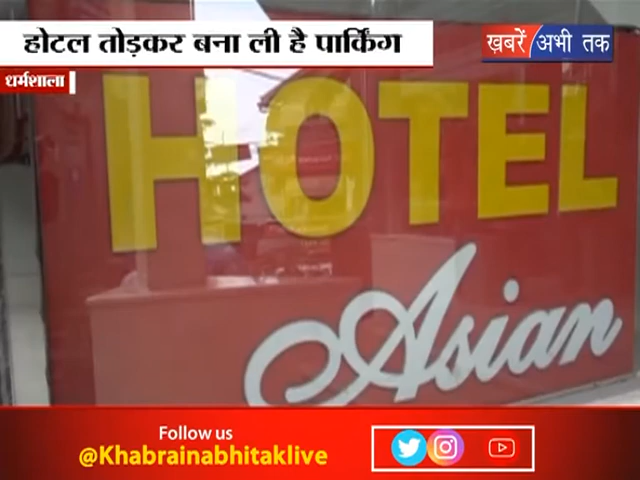 होटल तोड़कर बना ली है पार्किंग
ख़बरें अभी तक
धर्मशाला
HOTEL
Asian
Follow us
@Khabrainabhitaklive